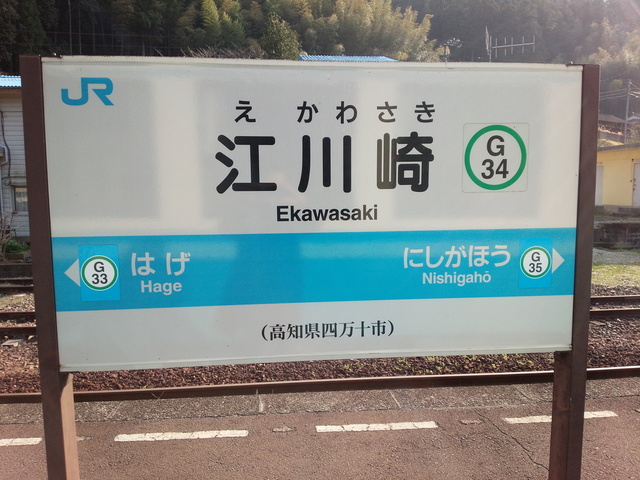 JR
えかわさき
江川崎
G
34
Ekawasaki
G
33
はげ
Hage
にしがほう
Nishigahō
G
35
(高知県四万十市)